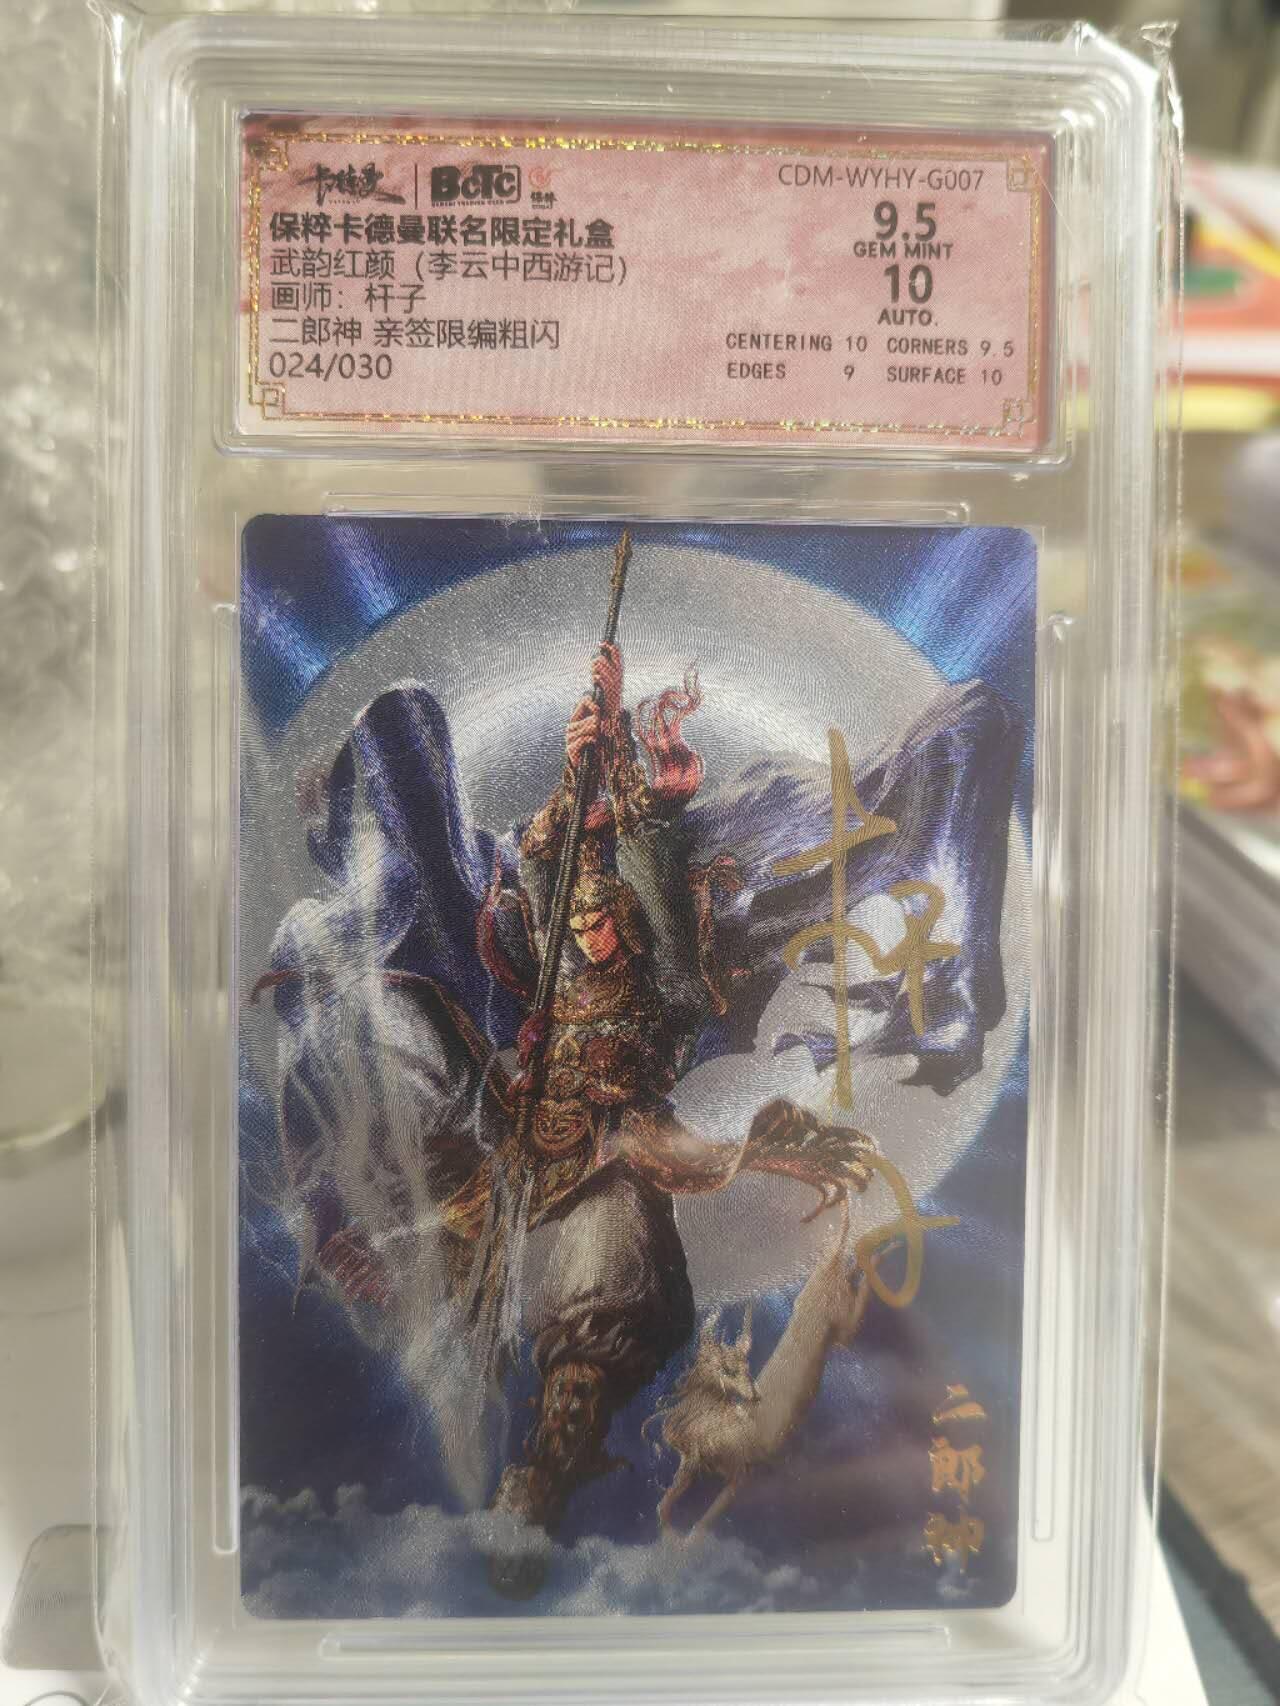 卡德曼 BCTC 保粹
CDM-WYHY-G007
保粹卡德曼联名限定礼盒
武韵红颜（李云中西游记）
画师：杆子
二郎神 亲签限编粗闪
024/030
9.5
GEM MINT
10
AUTO.
CENTERING 10 CORNERS 9.5
EDGES 9 SURFACE 10
杆子
二郎神